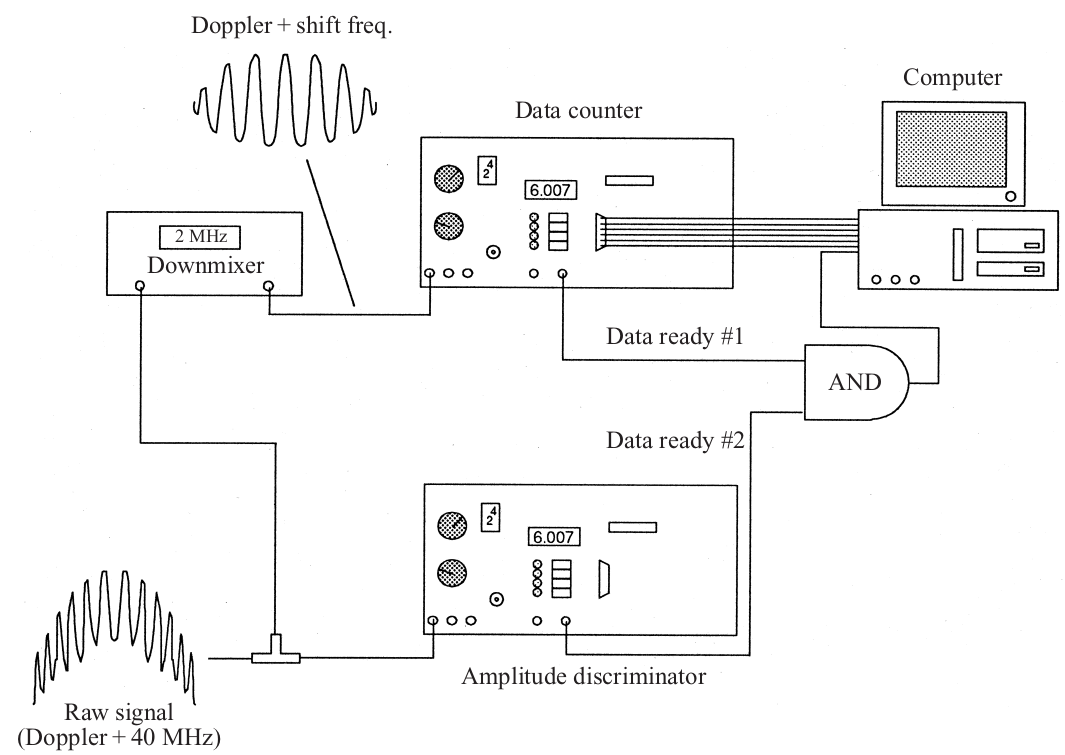 Doppler + shift freq.
Computer
Data counter
4
2
6.007
2 MHz
Downmixer
Data ready #1
AND
Data ready #2
4
2
6.007
Amplitude discriminator
Raw signal
(Doppler + 40 MHz)